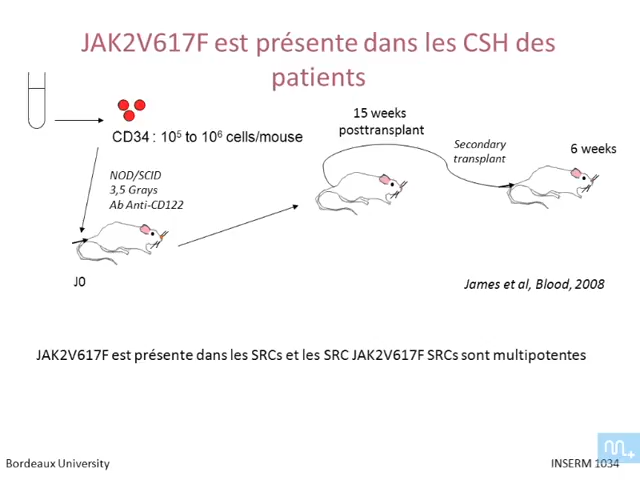 JAK2V617F est présente dans les CSH des
patients
CD34 : 10⁵ to 10⁶ cells/mouse
NOD/SCID
3,5 Grays
Ab Anti-CD122
J0
15 weeks
posttransplant
Secondary
transplant
6 weeks
James et al, Blood, 2008
JAK2V617F est présente dans les SRCs et les SRC JAK2V617F SRCs sont multipotentes
Bordeaux University
INSERM 1034